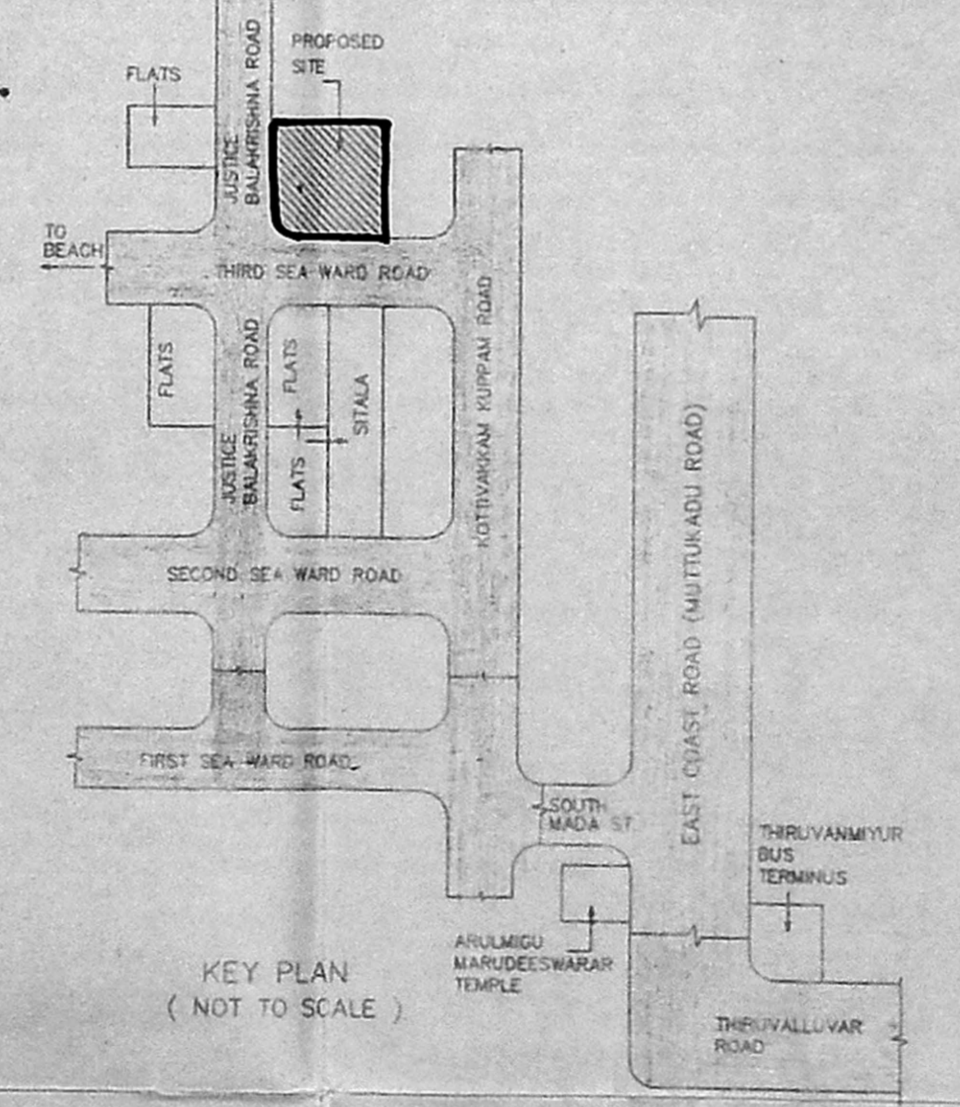 PROPOSED
SITE
FLATS
JUSTICE
BALAKRISHNA ROAD
TO
BEACH
THIRD SEA WARD ROAD
FLATS
JUSTICE
BALAKRISHNA ROAD
FLATS
FLATS
SITALA
KOTTIVAKKAM KUPPAM ROAD
EAST COAST ROAD (MUTTUKADU ROAD)
SECOND SEA WARD ROAD
FIRST SEA WARD ROAD
SOUTH
MADA ST.
THIRUVANMIYUR
BUS
TERMINUS
ARULMIGU
MARUDEESWARAR
TEMPLE
KEY PLAN
( NOT TO SCALE )
THIRUVALLUVAR
ROAD